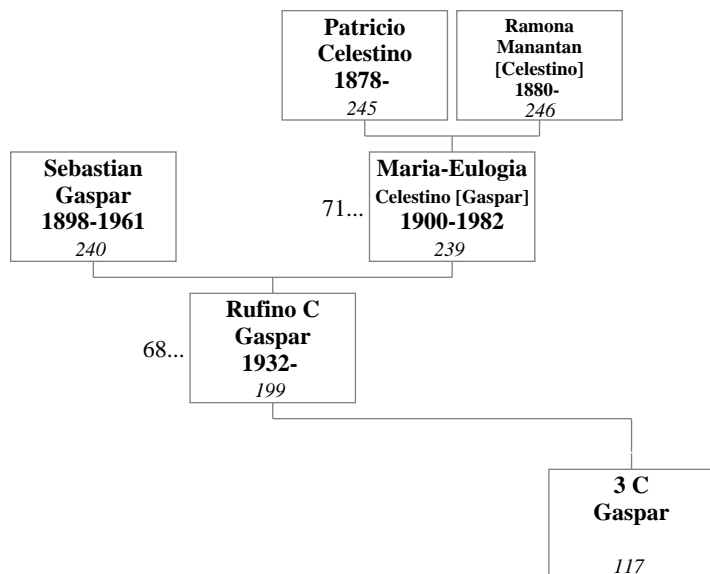 Patricio
Celestino
1878-
245
Ramona
Manantan
[Celestino]
1880-
246
Sebastian
Gaspar
1898-1961
240
71...
Maria-Eulogia
Celestino [Gaspar]
1900-1982
239
68...
Rufino C
Gaspar
1932-
199
3 C
Gaspar
117